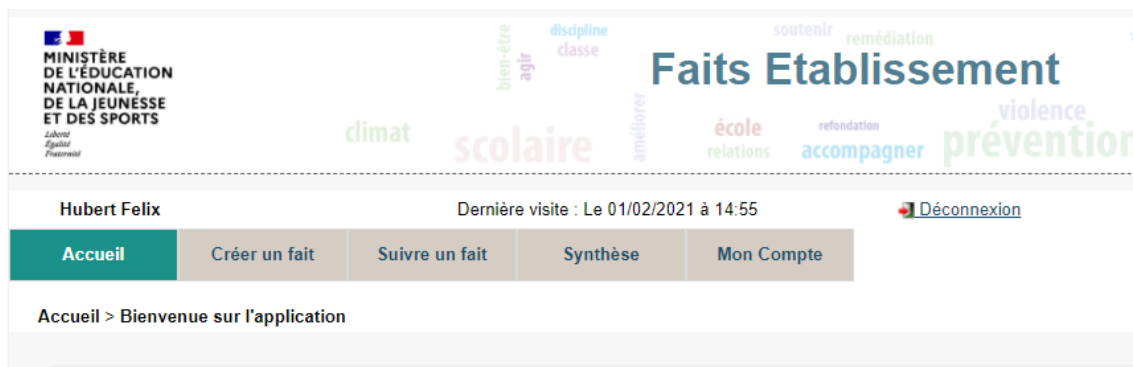 MINISTÈRE
DE L'ÉDUCATION
NATIONALE,
DE LA JEUNESSE
ET DES SPORTS
Liberté
Égalité
Fraternité
bien-être
agir
discipline
classe
soutenir
remédiation
Faits Etablissement
climat
scolaire
améliorer
école
relations
refondation
accompagner
violence
prévention
Hubert Felix Dernière visite : Le 01/02/2021 à 14:55 Déconnexion
Accueil Créer un fait Suivre un fait Synthèse Mon Compte
Accueil > Bienvenue sur l'application